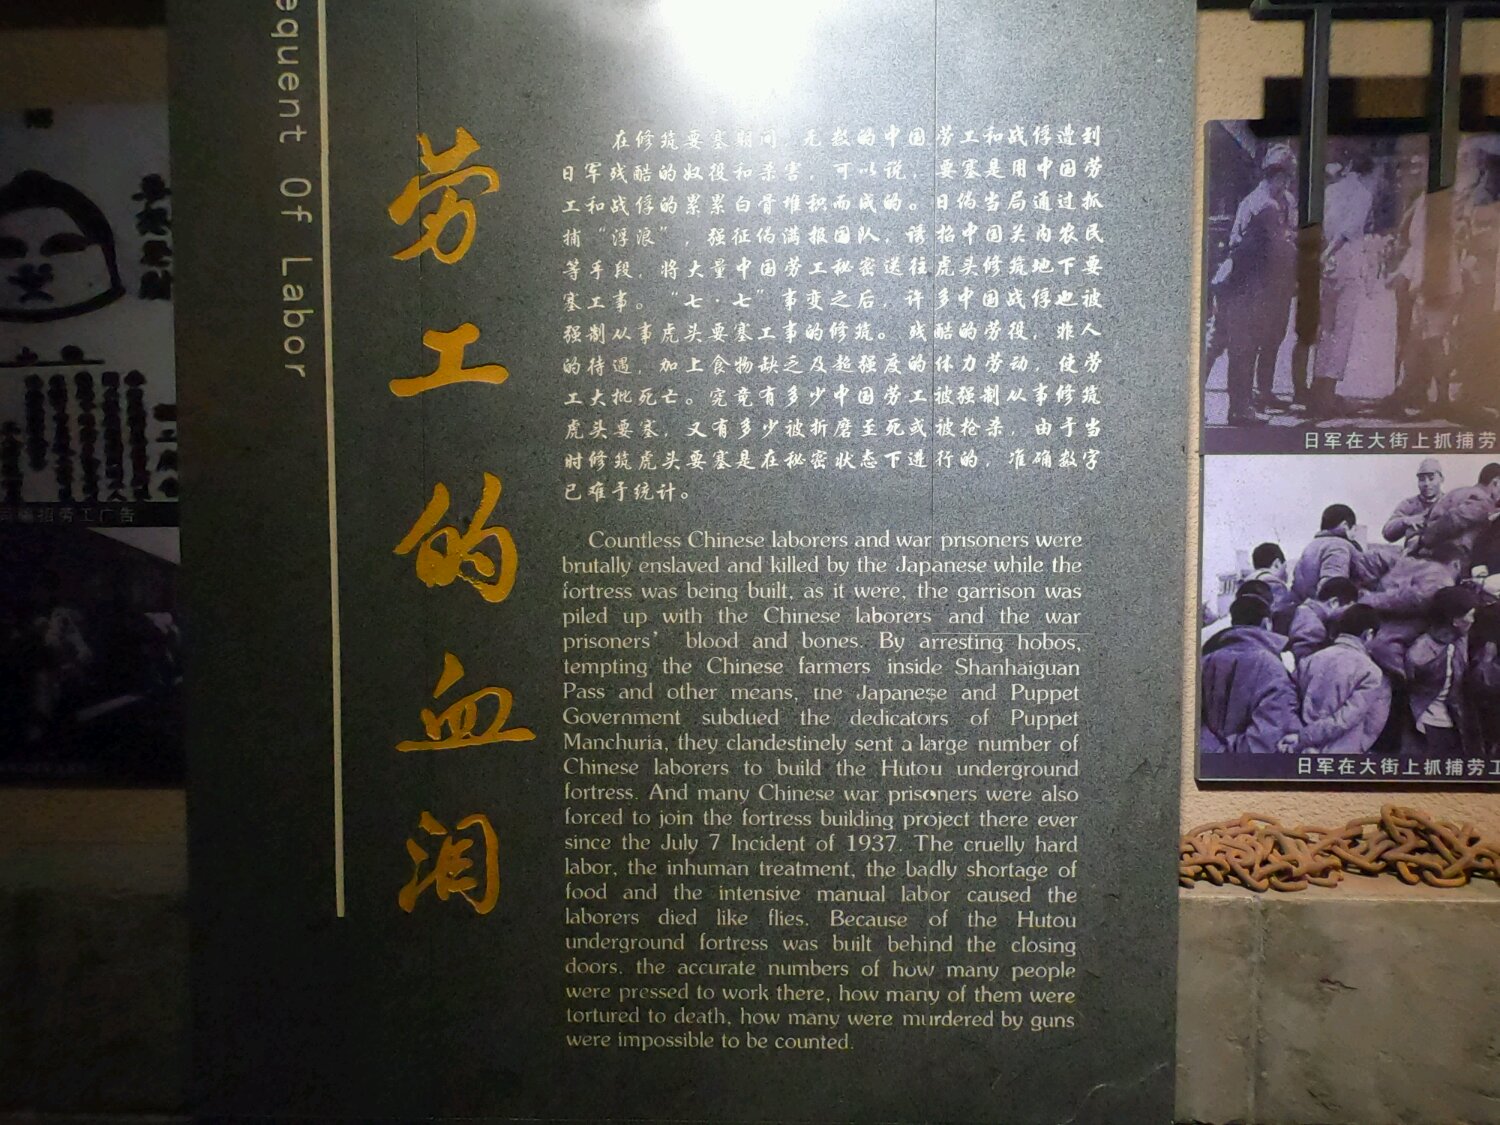 equent Of Labor
劳工的血泪
在修筑要塞期间 无数的中国劳工和战俘遭到
日军残酷的奴役和杀害，可以说，要塞是用中国劳
工和战俘的累累白骨堆积而成的。日伪当局通过抓
捕“浮浪”，强征伪满报国队，诱招中国关内农民
等手段，将大量中国劳工秘密送往虎头修筑地下要
塞工事。“七·七”事变之后，许多中国战俘也被
强制从事虎头要塞工事的修筑。残酷的劳役，非人
的待遇，加上食物缺乏及超强度的体力劳动，使劳
工大批死亡。究竟有多少中国劳工被强制从事修筑
虎头要塞，又有多少被折磨至死或被枪杀，由于当
时修筑虎头要塞是在秘密状态下进行的，准确数字
已难于统计。
Countless Chinese laborers and war prisoners were
brutally enslaved and killed by the Japanese while the
fortress was being built, as it were, the garrison was
piled up with the Chinese laborers and the war
prisoners’ blood and bones. By arresting hobos,
tempting the Chinese farmers inside Shanhaiguan
Pass and other means, the Japanese and Puppet
Government subdued the dedicators of Puppet
Manchuria, they clandestinely sent a large number of
Chinese laborers to build the Hutou underground
fortress. And many Chinese war prisoners were also
forced to join the fortress building project there ever
since the July 7 Incident of 1937. The cruelly hard
labor, the inhuman treatment, the badly shortage of
food and the intensive manual labor caused the
laborers died like flies. Because of the Hutou
underground fortress was built behind the closing
doors. the accurate numbers of how many people
were pressed to work there, how many of them were
tortured to death, how many were murdered by guns
were impossible to be counted.
日军在大街上抓捕劳
日军在大街上抓捕劳工
招劳工广告